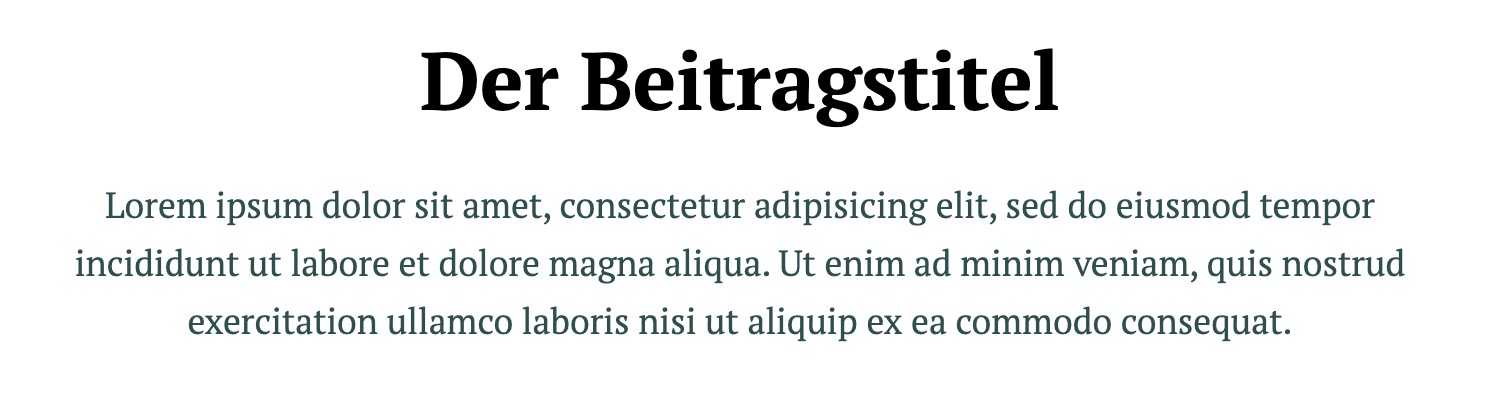 Der Beitragstitel
Lorem ipsum dolor sit amet, consectetur adipisicing elit, sed do eiusmod tempor
incididunt ut labore et dolore magna aliqua. Ut enim ad minim veniam, quis nostrud
exercitation ullamco laboris nisi ut aliquip ex ea commodo consequat.